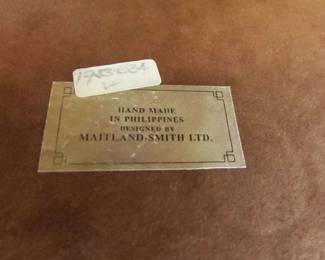 HAND MADE
IN PHILIPPINES
DESIGNED BY
MAITLAND-SMITH LTD.